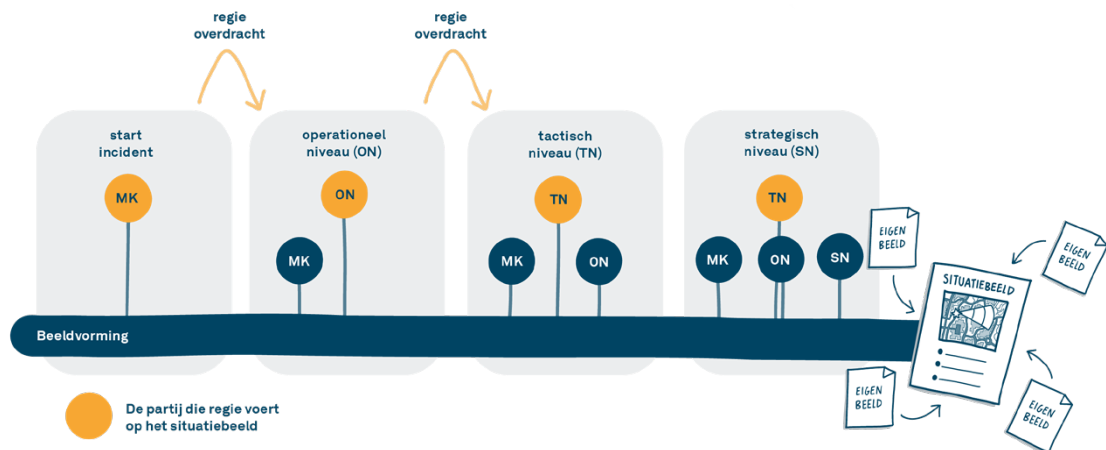 regie
overdracht
regie
overdracht
start
incident
operationeel
niveau (ON)
tactisch
niveau (TN)
strategisch
niveau (SN)
MK
ON
TN
TN
MK
MK
ON
MK
ON
SN
EIGEN
BEELD
EIGEN
BEELD
SITUATIEBEELD
Beeldvorming
EIGEN
BEELD
EIGEN
BEELD
De partij die regie voert
op het situatiebeeld